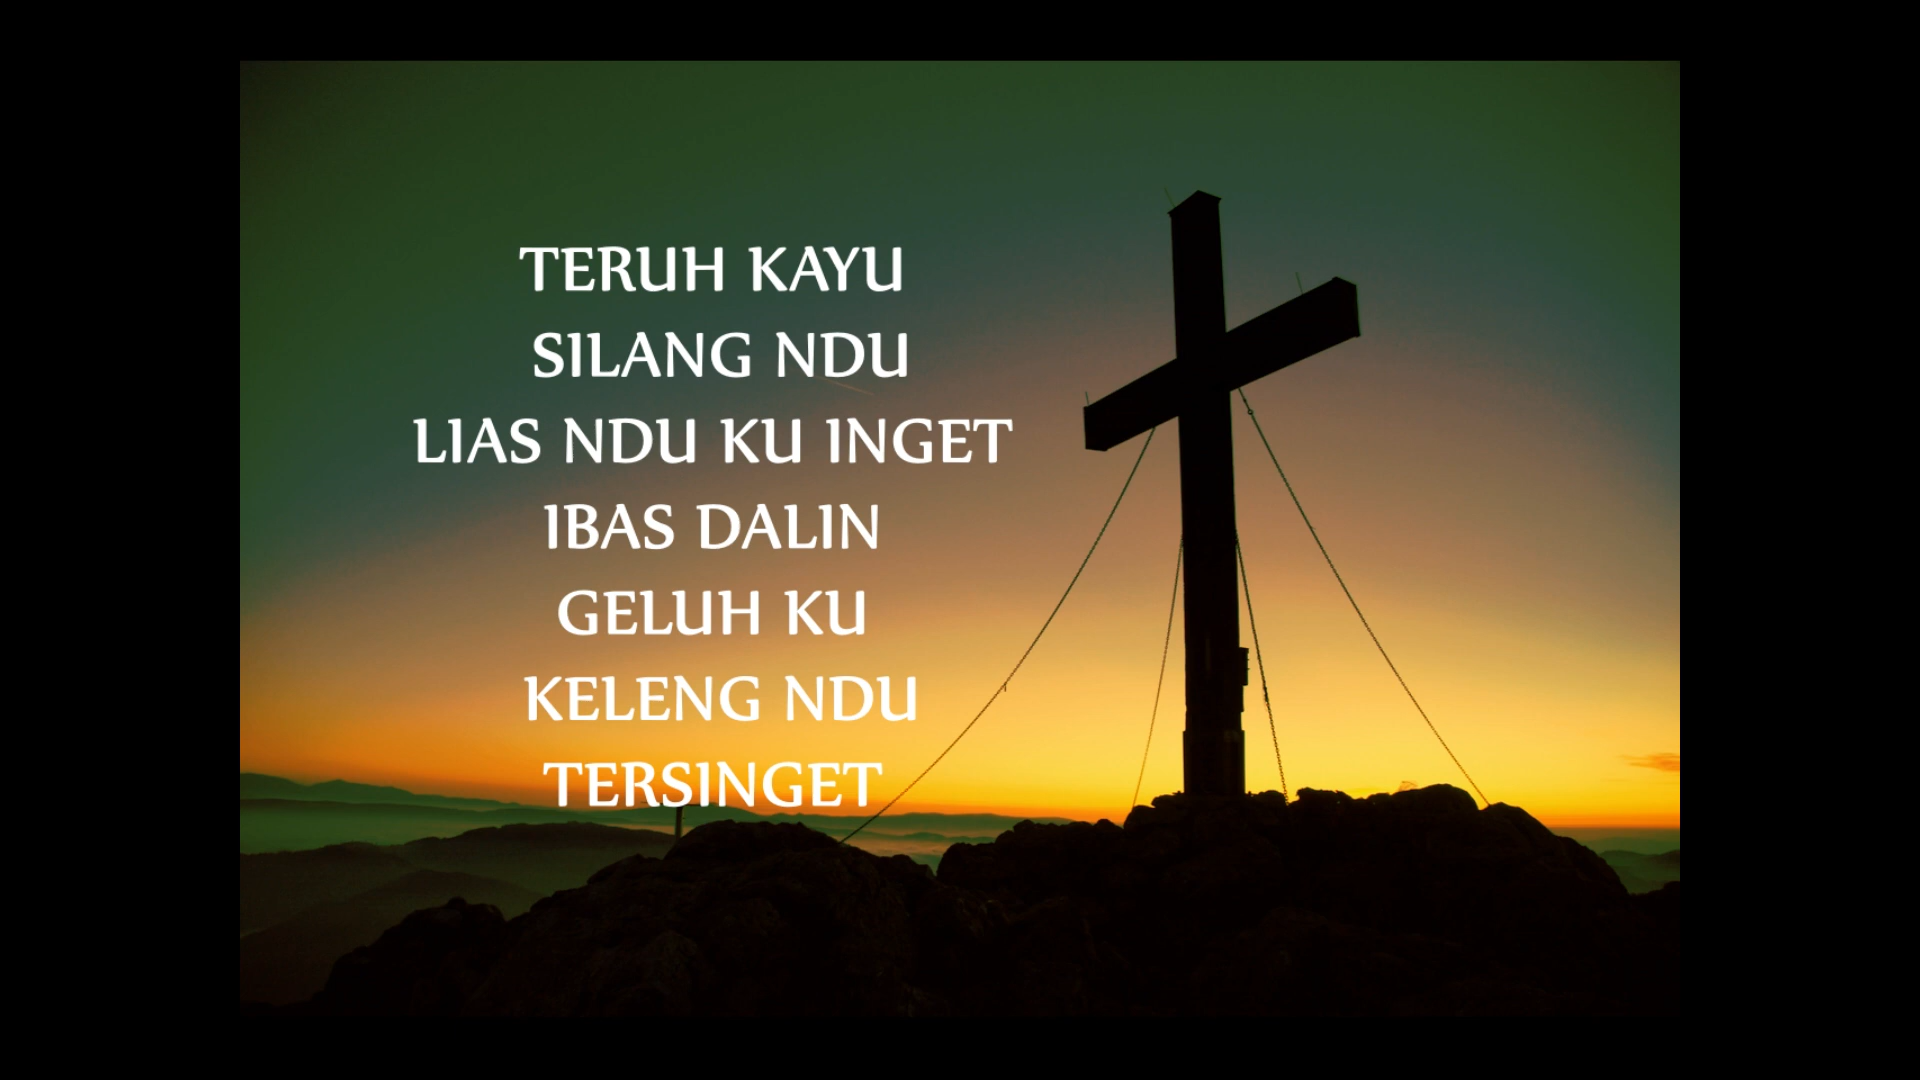 TERUH KAYU
SILANG NDU
LIAS NDU KU INGET
IBAS DALIN
GELUH KU
KELENG NDU
TERSINGET